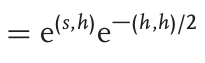 = e^{(s,h)}e^{−(h,h)/2}